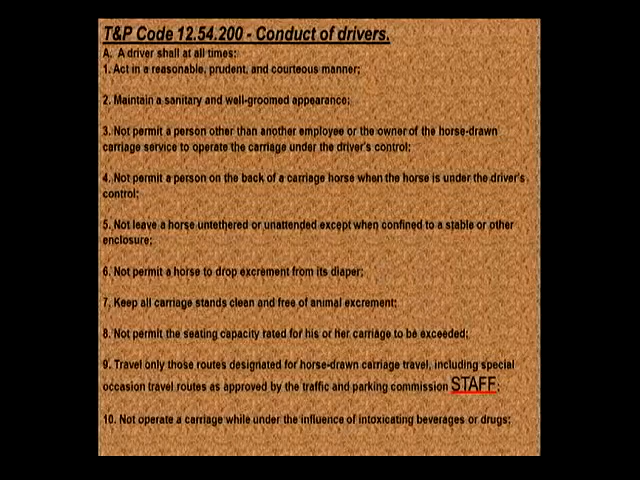 T&P Code 12.54.200 - Conduct of drivers.
A. A driver shall at all times:
1. Act in a reasonable, prudent, and courteous manner;
2. Maintain a sanitary and well-groomed appearance;
3. Not permit a person other than another employee or the owner of the horse-drawn
carriage service to operate the carriage under the driver's control;
4. Not permit a person on the back of a carriage horse when the horse is under the driver's
control;
5. Not leave a horse untethered or unattended except when confined to a stable or other
enclosure;
6. Not permit a horse to drop excrement from its diaper;
7. Keep all carriage stands clean and free of animal excrement;
8. Not permit the seating capacity rated for his or her carriage to be exceeded;
9. Travel only those routes designated for horse-drawn carriage travel, including special
occasion travel routes as approved by the traffic and parking commission STAFF;
10. Not operate a carriage while under the influence of intoxicating beverages or drugs;